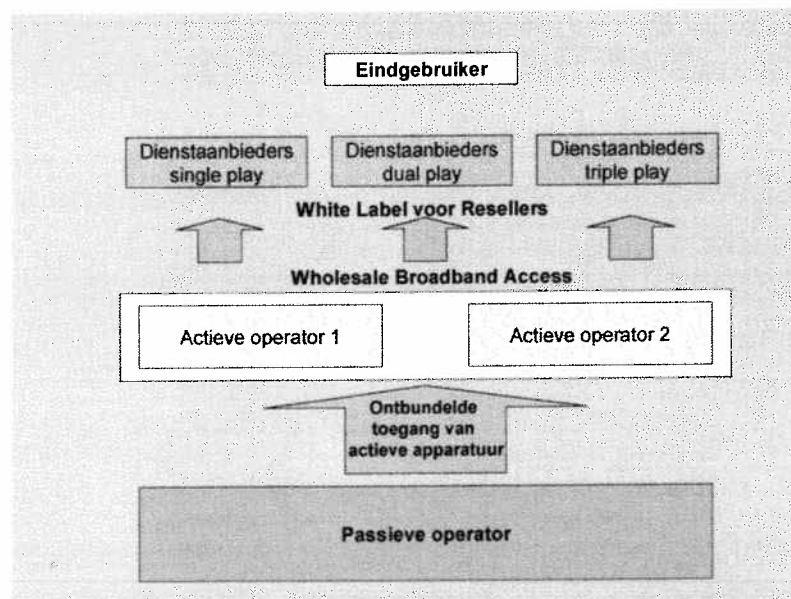 Eindgebruiker
Dienstaanbieders
single play
Dienstaanbieders
dual play
Dienstaanbieders
triple play
White Label voor Resellers
Wholesale Broadband Access
Actieve operator 1
Actieve operator 2
Ontbundelde
toegang van
actieve apparatuur
Passieve operator